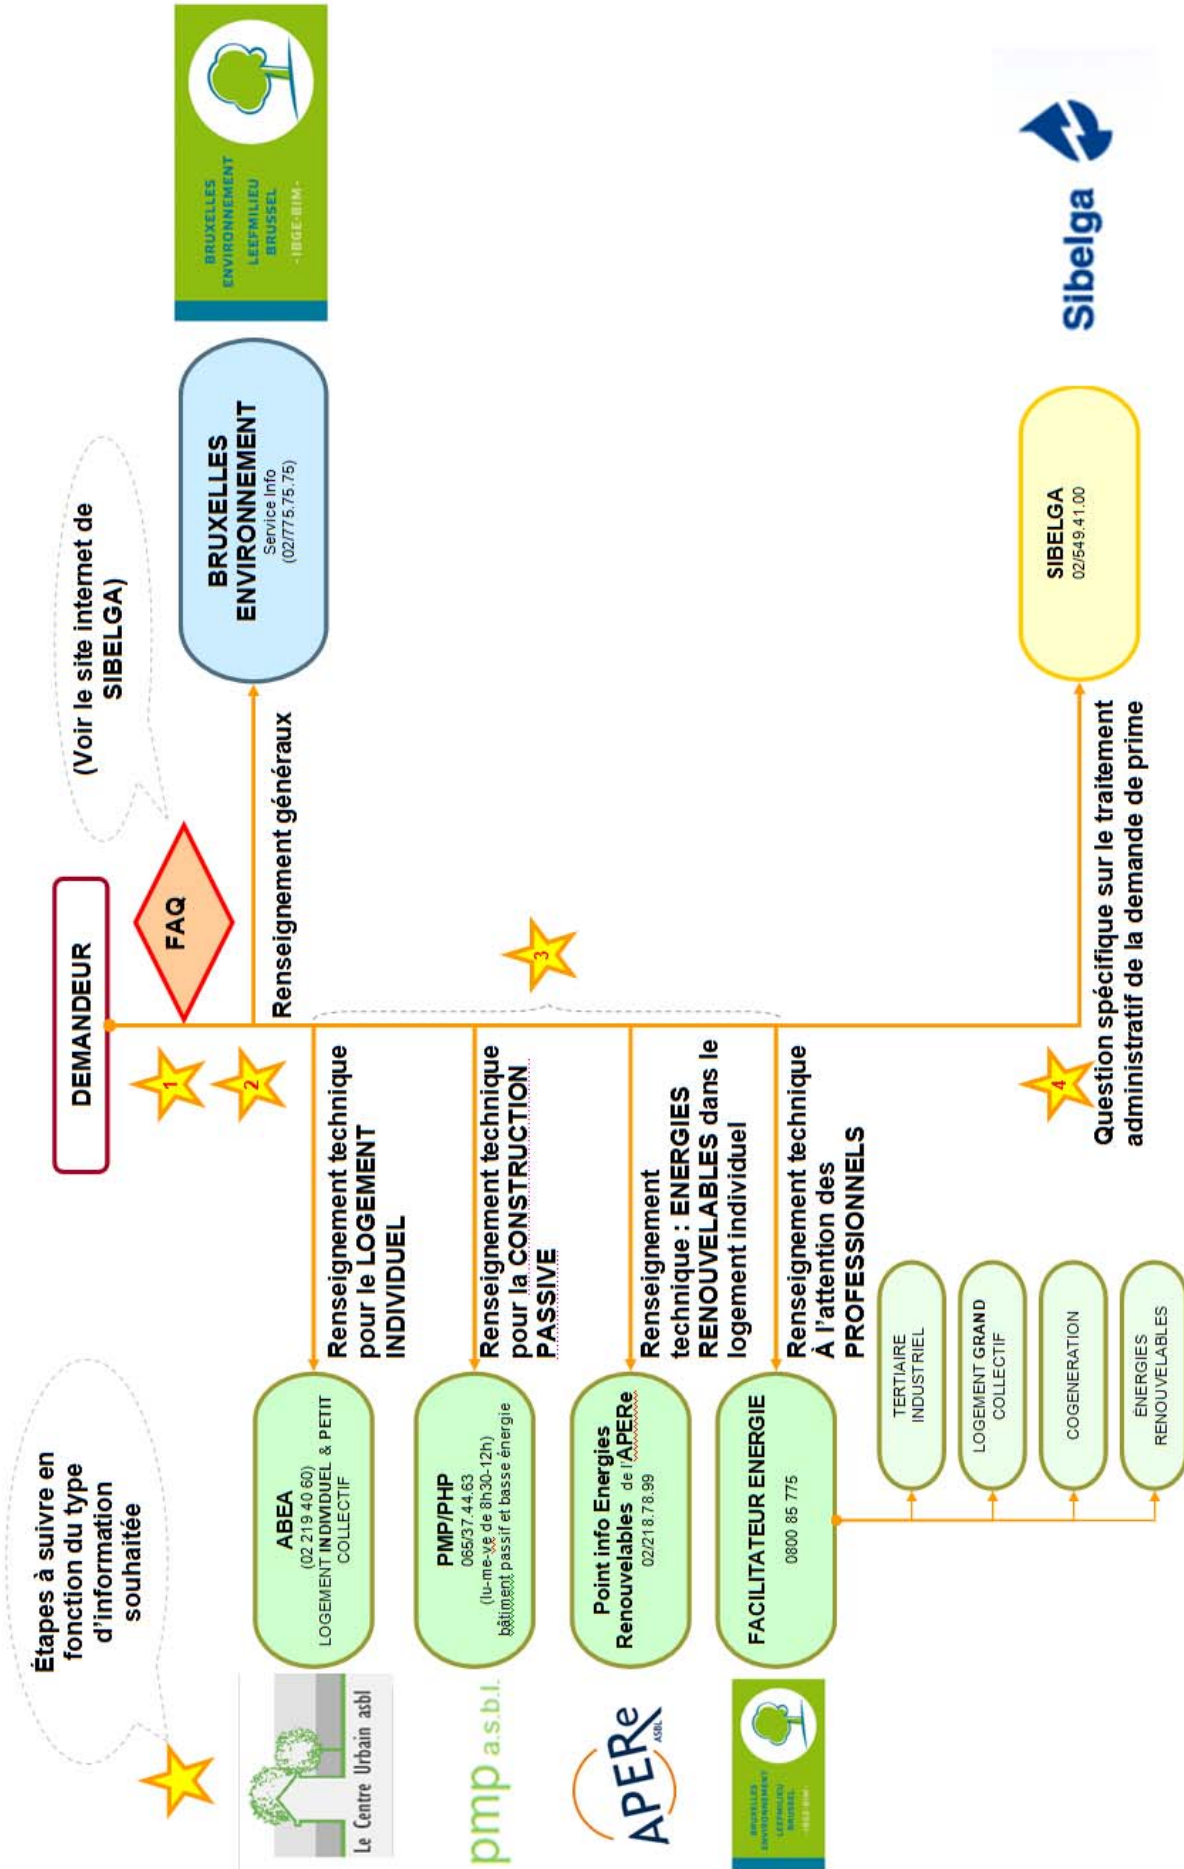 Étapes à suivre en
fonction du type
d'information
souhaitée
DEMANDEUR
(Voir le site internet de
SIBELGA)
1
FAQ
2
Renseignement généraux
BRUXELLES
ENVIRONNEMENT
Service Info
(02/775.75.75)
BRUXELLES
ENVIRONNEMENT
LEEFMILIEU
BRUSSEL
-IBGE-BIM-
Le Centre Urbain asbl
ABEA
(02 219 40 60)
LOGEMENT INDIVIDUEL & PETIT
COLLECTIF
Renseignement technique
pour le LOGEMENT
INDIVIDUEL
3
pmp a.s.b.l.
PMP/PHP
065/37.44.63
(lu-me-ve de 8h30-12h)
bâtiment passif et basse énergie
Renseignement technique
pour la CONSTRUCTION
PASSIVE
APERe
ASBL
Point info Energies
Renouvelables de l'APERe
02/218.78.99
Renseignement
technique : ENERGIES
RENOUVELABLES dans le
logement individuel
BRUXELLES
ENVIRONNEMENT
LEEFMILIEU
BRUSSEL
-IBGE-BIM-
FACILITATEUR ENERGIE
0800 85 775
Renseignement technique
À l'attention des
PROFESSIONNELS
TERTIAIRE
INDUSTRIEL
LOGEMENT GRAND
COLLECTIF
COGENERATION
ÉNERGIES
RENOUVELABLES
4
Question spécifique sur le traitement
administratif de la demande de prime
SIBELGA
02/549.41.00
Sibelga